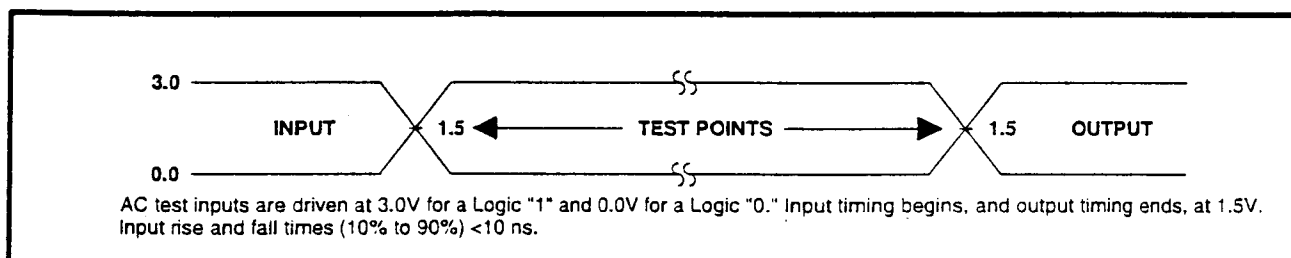 3.0
INPUT 1.5 TEST POINTS 1.5 OUTPUT
0.0
AC test inputs are driven at 3.0V for a Logic "1" and 0.0V for a Logic "0." Input timing begins, and output timing ends, at 1.5V.
Input rise and fall times (10% to 90%) <10 ns.